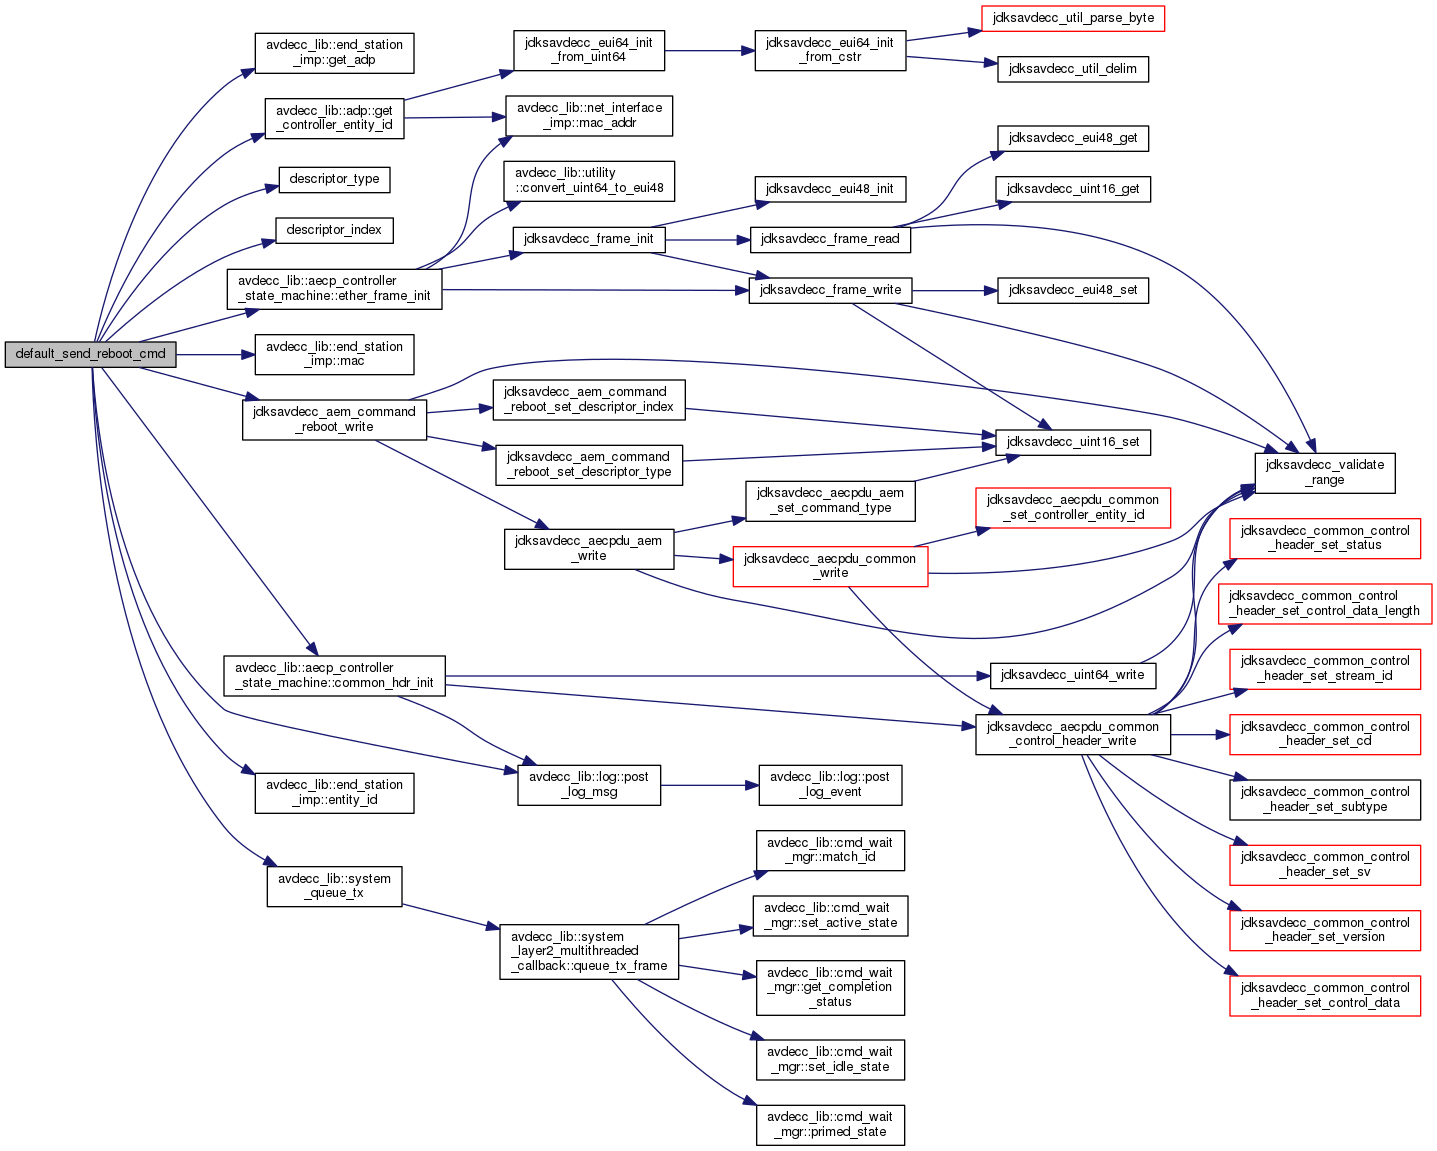 default_send_reboot_cmd
avdecc_lib::end_station
_imp::get_adp
avdecc_lib::adp::get
_controller_entity_id
descriptor_type
descriptor_index
avdecc_lib::aecp_controller
_state_machine::ether_frame_init
avdecc_lib::end_station
_imp::mac
jdksavdecc_aem_command
_reboot_write
avdecc_lib::aecp_controller
_state_machine::common_hdr_init
avdecc_lib::end_station
_imp::entity_id
avdecc_lib::system
_queue_tx
jdksavdecc_eui64_init
_from_uint64
avdecc_lib::net_interface
_imp::mac_addr
avdecc_lib::utility
::convert_uint64_to_eui48
jdksavdecc_frame_init
jdksavdecc_aem_command
_reboot_set_descriptor_index
jdksavdecc_aem_command
_reboot_set_descriptor_type
jdksavdecc_aecpdu_aem
_write
avdecc_lib::log::post
_log_msg
avdecc_lib::system
_layer2_multithreaded
_callback::queue_tx_frame
jdksavdecc_eui64_init
_from_cstr
jdksavdecc_eui48_init
jdksavdecc_frame_read
jdksavdecc_frame_write
jdksavdecc_aecpdu_aem
_set_command_type
jdksavdecc_aecpdu_common
_write
avdecc_lib::log::post
_log_event
avdecc_lib::cmd_wait
_mgr::match_id
avdecc_lib::cmd_wait
_mgr::set_active_state
avdecc_lib::cmd_wait
_mgr::get_completion
_status
avdecc_lib::cmd_wait
_mgr::set_idle_state
avdecc_lib::cmd_wait
_mgr::primed_state
jdksavdecc_util_parse_byte
jdksavdecc_util_delim
jdksavdecc_eui48_get
jdksavdecc_uint16_get
jdksavdecc_eui48_set
jdksavdecc_uint16_set
jdksavdecc_aecpdu_common
_set_controller_entity_id
jdksavdecc_uint64_write
jdksavdecc_aecpdu_common
_control_header_write
jdksavdecc_validate
_range
jdksavdecc_common_control
_header_set_status
jdksavdecc_common_control
_header_set_control_data_length
jdksavdecc_common_control
_header_set_stream_id
jdksavdecc_common_control
_header_set_cd
jdksavdecc_common_control
_header_set_subtype
jdksavdecc_common_control
_header_set_sv
jdksavdecc_common_control
_header_set_version
jdksavdecc_common_control
_header_set_control_data